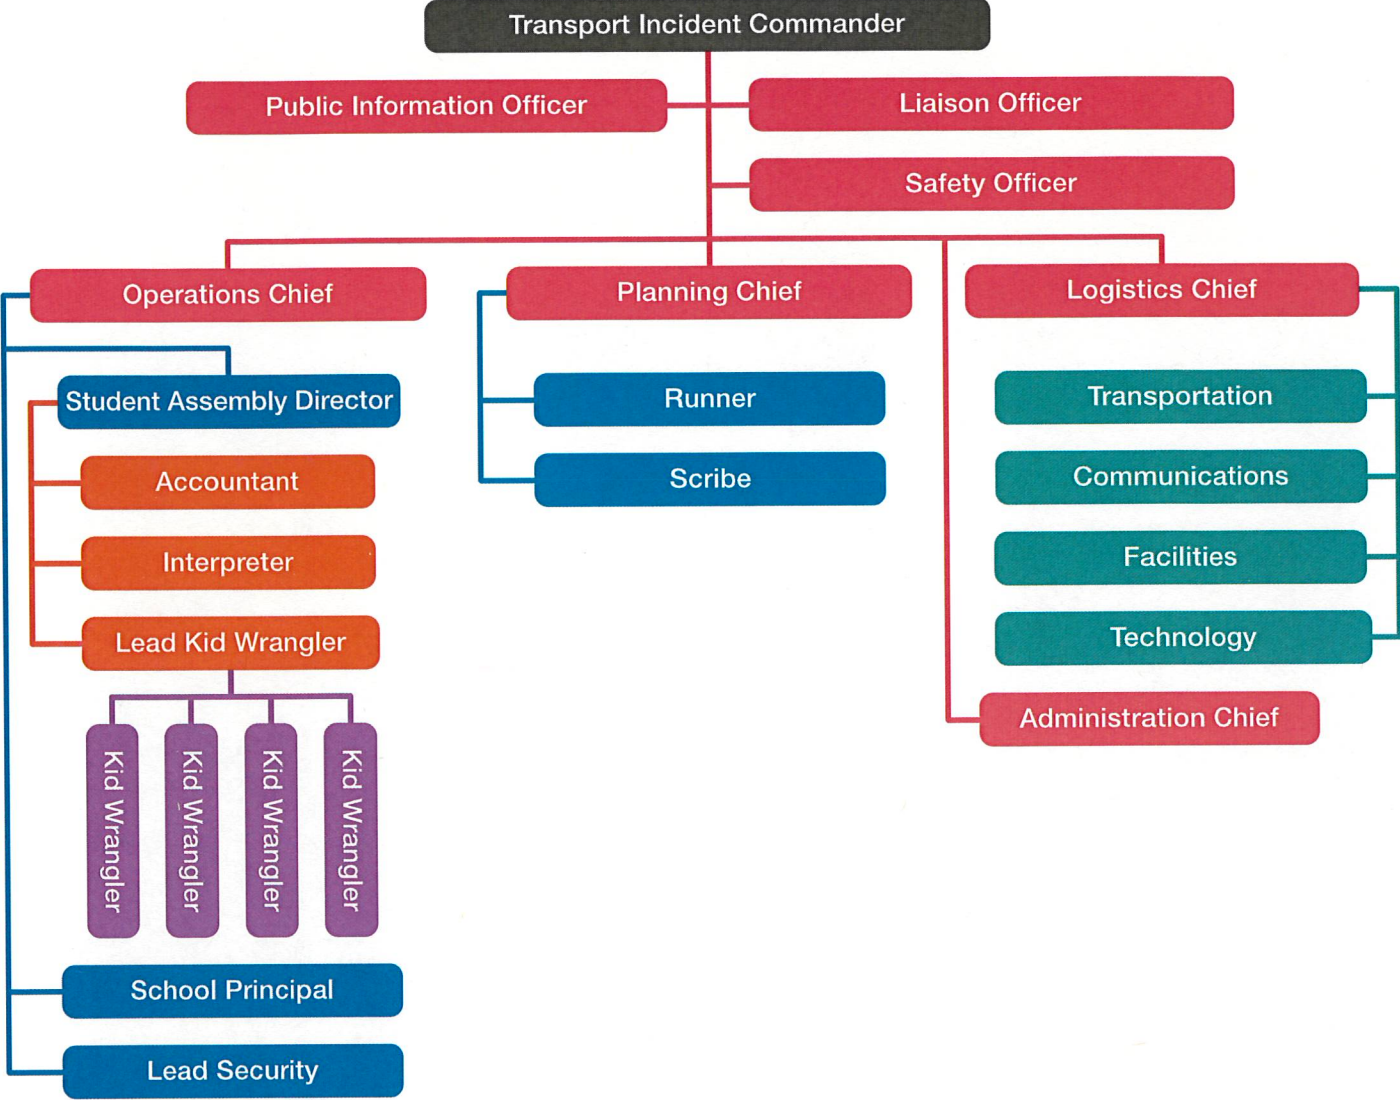 Transport Incident Commander
Public Information Officer
Liaison Officer
Safety Officer
Operations Chief
Planning Chief
Logistics Chief
Student Assembly Director
Accountant
Interpreter
Lead Kid Wrangler
Kid Wrangler
Kid Wrangler
Kid Wrangler
Kid Wrangler
School Principal
Lead Security
Runner
Scribe
Transportation
Communications
Facilities
Technology
Administration Chief